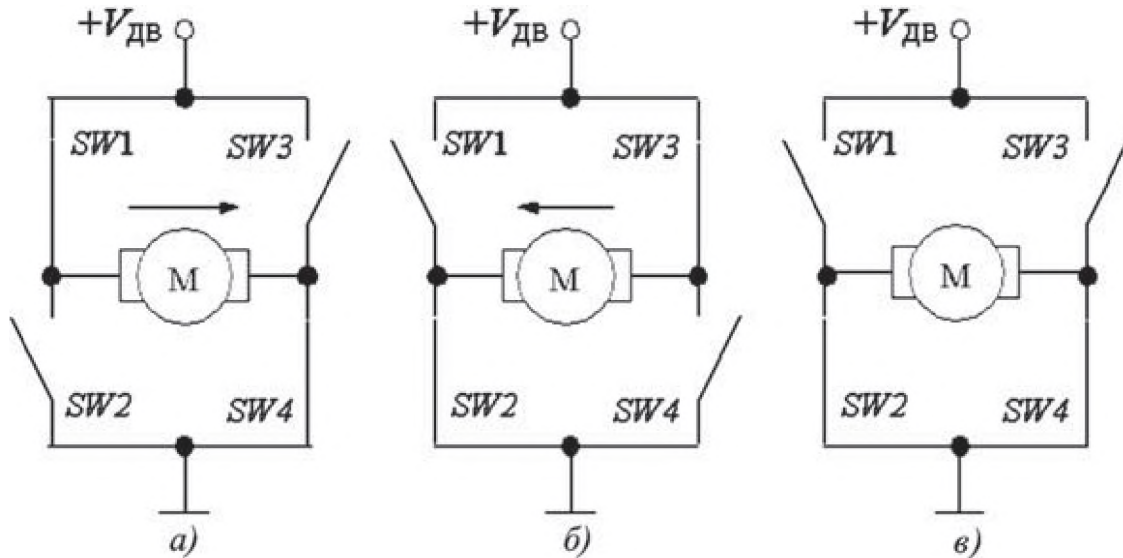 +VДВ +VДВ +VДВ
SW1 SW3 SW1 SW3 SW1 SW3
М М М
SW2 SW4 SW2 SW4 SW2 SW4
а) б) в)